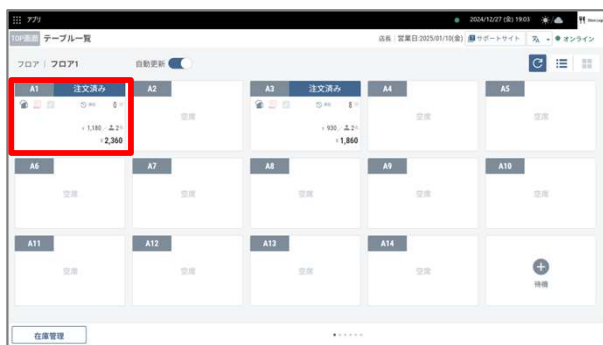 アプリ 2024/12/27 (金) 19:03
TOP画面 テーブル一覧 店長 営業日:2025/01/10(金) サポートサイト オンライン
フロア フロア1 自動更新
A1 注文済み A2 空席 A3 注文済み A4 空席 A5 空席
¥ 1,180 / 2 ¥ 930 / 2
¥ 2,360 ¥ 1,860
A6 空席 A7 空席 A8 空席 A9 空席 A10 空席
A11 空席 A12 空席 A13 空席 A14 空席 待機
在庫管理